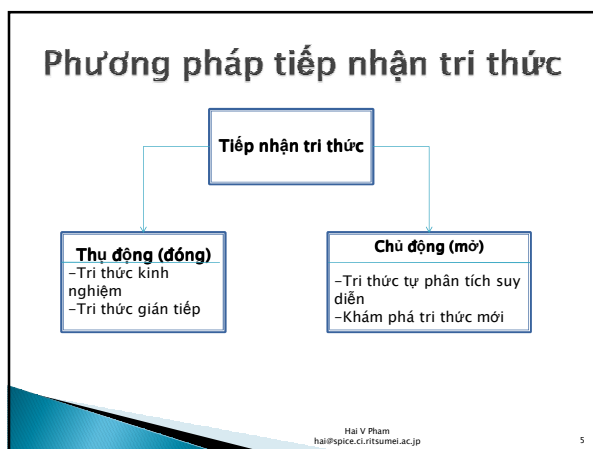 Phương pháp tiếp nhận tri thức
Tiếp nhận tri thức
Thụ động (đóng)
-Tri thức kinh
nghiệm
-Tri thức gián tiếp
Chủ động (mở)
-Tri thức tự phân tích suy
diễn
-Khám phá tri thức mới
Hai V Pham
hai@spice.ci.ritsumei.ac.jp
5